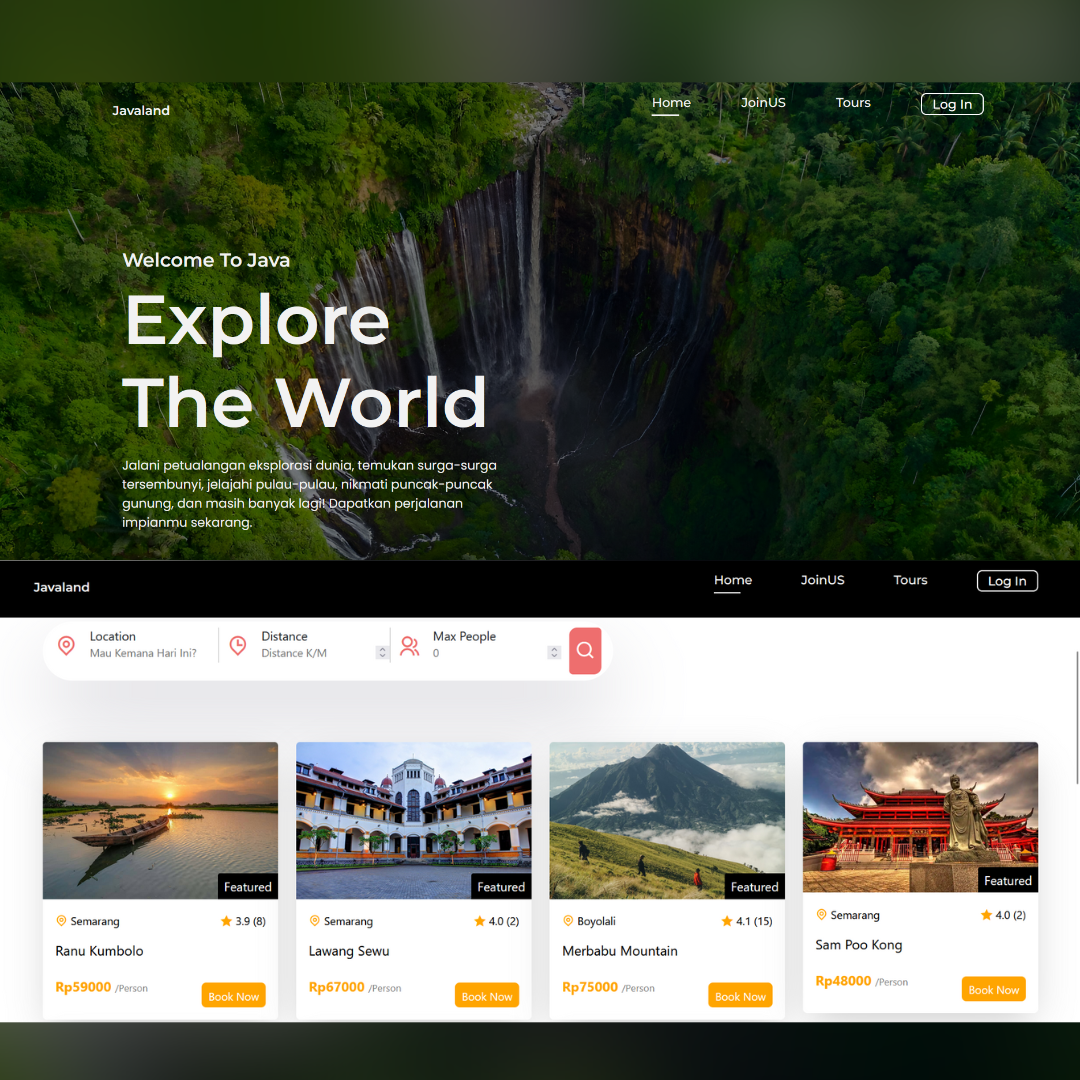 Javaland
Home
JoinUS
Tours
Log In
Welcome To Java
Explore
The World
Jalani petualangan eksplorasi dunia, temukan surga-surga
tersembunyi, jelajahi pulau-pulau, nikmati puncak-puncak
gunung, dan masih banyak lagi! Dapatkan perjalanan
impianmu sekarang.
Javaland
Home
JoinUS
Tours
Log In
Location
Mau Kemana Hari Ini?
Distance
Distance K/M
Max People
0
Featured
Semarang
3.9 (8)
Ranu Kumbolo
Rp59000 /Person
Book Now
Featured
Semarang
4.0 (2)
Lawang Sewu
Rp67000 /Person
Book Now
Featured
Boyolali
4.1 (15)
Merbabu Mountain
Rp75000 /Person
Book Now
Featured
Semarang
4.0 (2)
Sam Poo Kong
Rp48000 /Person
Book Now